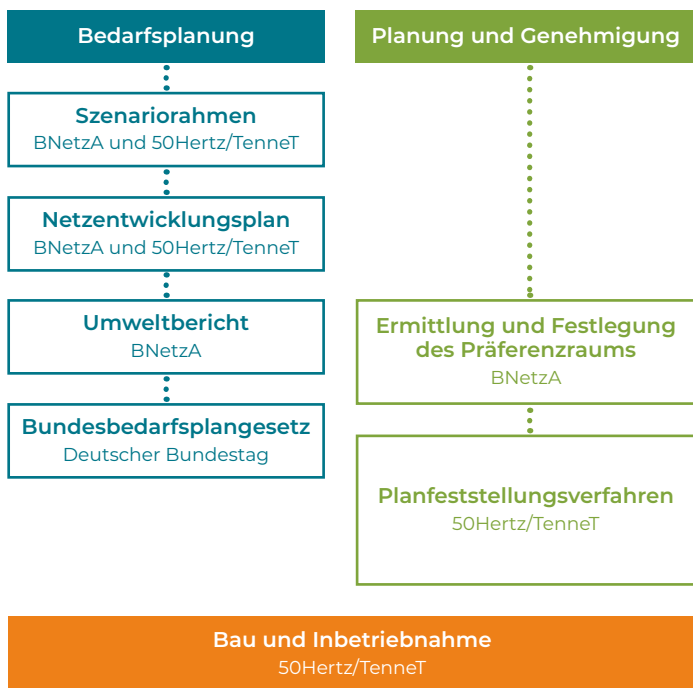 Bedarfsplanung
Szenariorahmen
BNetzA und 50Hertz/TenneT
Netzentwicklungsplan
BNetzA und 50Hertz/TenneT
Umweltbericht
BNetzA
Bundesbedarfsplangesetz
Deutscher Bundestag
Planung und Genehmigung
Ermittlung und Festlegung
des Präferenzraums
BNetzA
Planfeststellungsverfahren
50Hertz/TenneT
Bau und Inbetriebnahme
50Hertz/TenneT